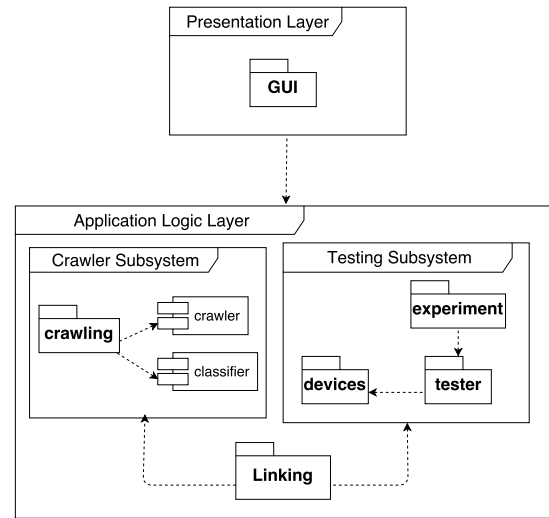 Presentation Layer
GUI
Application Logic Layer
Crawler Subsystem
crawling
crawler
classifier
Testing Subsystem
experiment
devices
tester
Linking